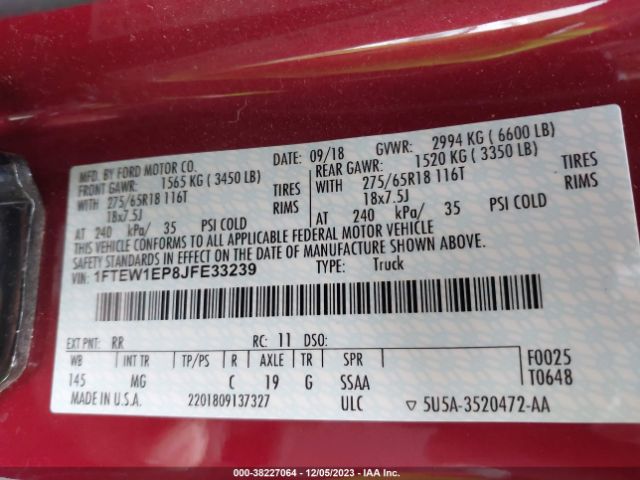 MFD. BY FORD MOTOR CO. DATE: 09/18 GVWR: 2994 KG ( 6600 LB)
FRONT GAWR: 1565 KG ( 3450 LB) REAR GAWR: 1520 KG ( 3350 LB)
WITH 275/65R18 116T TIRES WITH 275/65R18 116T TIRES
18x7.5J RIMS 18x7.5J RIMS
AT 240 kPa/ 35 PSI COLD AT 240 kPa/ 35 PSI COLD
THIS VEHICLE CONFORMS TO ALL APPLICABLE FEDERAL MOTOR VEHICLE
SAFETY STANDARDS IN EFFECT ON THE DATE OF MANUFACTURE SHOWN ABOVE.
VIN: 1FTEW1EP8JFE33239 TYPE: Truck
EXT PNT: RR RC: 11 DSO: F0025
WB INT TR TP/PS R AXLE TR SPR T0648
145 MG C 19 G SSAA
MADE IN U.S.A. 2201809137327 ULC ▽ 5U5A-3520472-AA
000-38227064 - 12/05/2023 - IAA Inc.